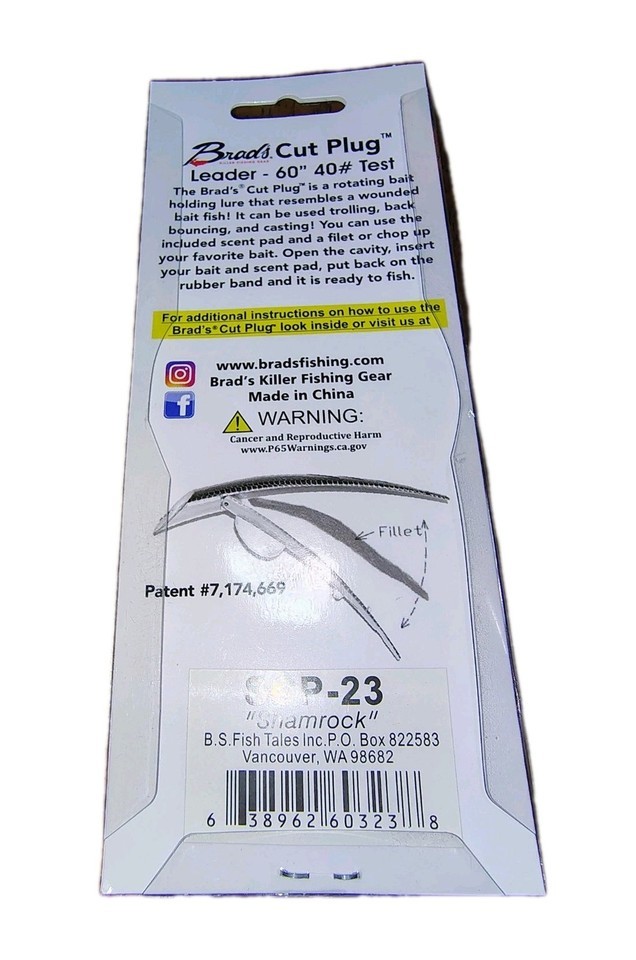 Brad's® Cut Plug™
KILLER FISHING GEAR
Leader - 60" 40# Test
The Brad's® Cut Plug™ is a rotating bait
holding lure that resembles a wounded
bait fish! It can be used trolling, back
bouncing, and casting! You can use the
included scent pad and a filet or chop up
your favorite bait. Open the cavity, insert
your bait and scent pad, put back on the
rubber band and it is ready to fish.
For additional instructions on how to use the
Brad's® Cut Plug™ look inside or visit us at
www.bradsfishing.com
Brad's Killer Fishing Gear
Made in China
WARNING:
Cancer and Reproductive Harm
www.P65Warnings.ca.gov
Fillet
Patent #7,174,669
P-23
"Shamrock"
B.S.Fish Tales Inc.P.O. Box 822583
Vancouver, WA 98682
6 38962 60323 8